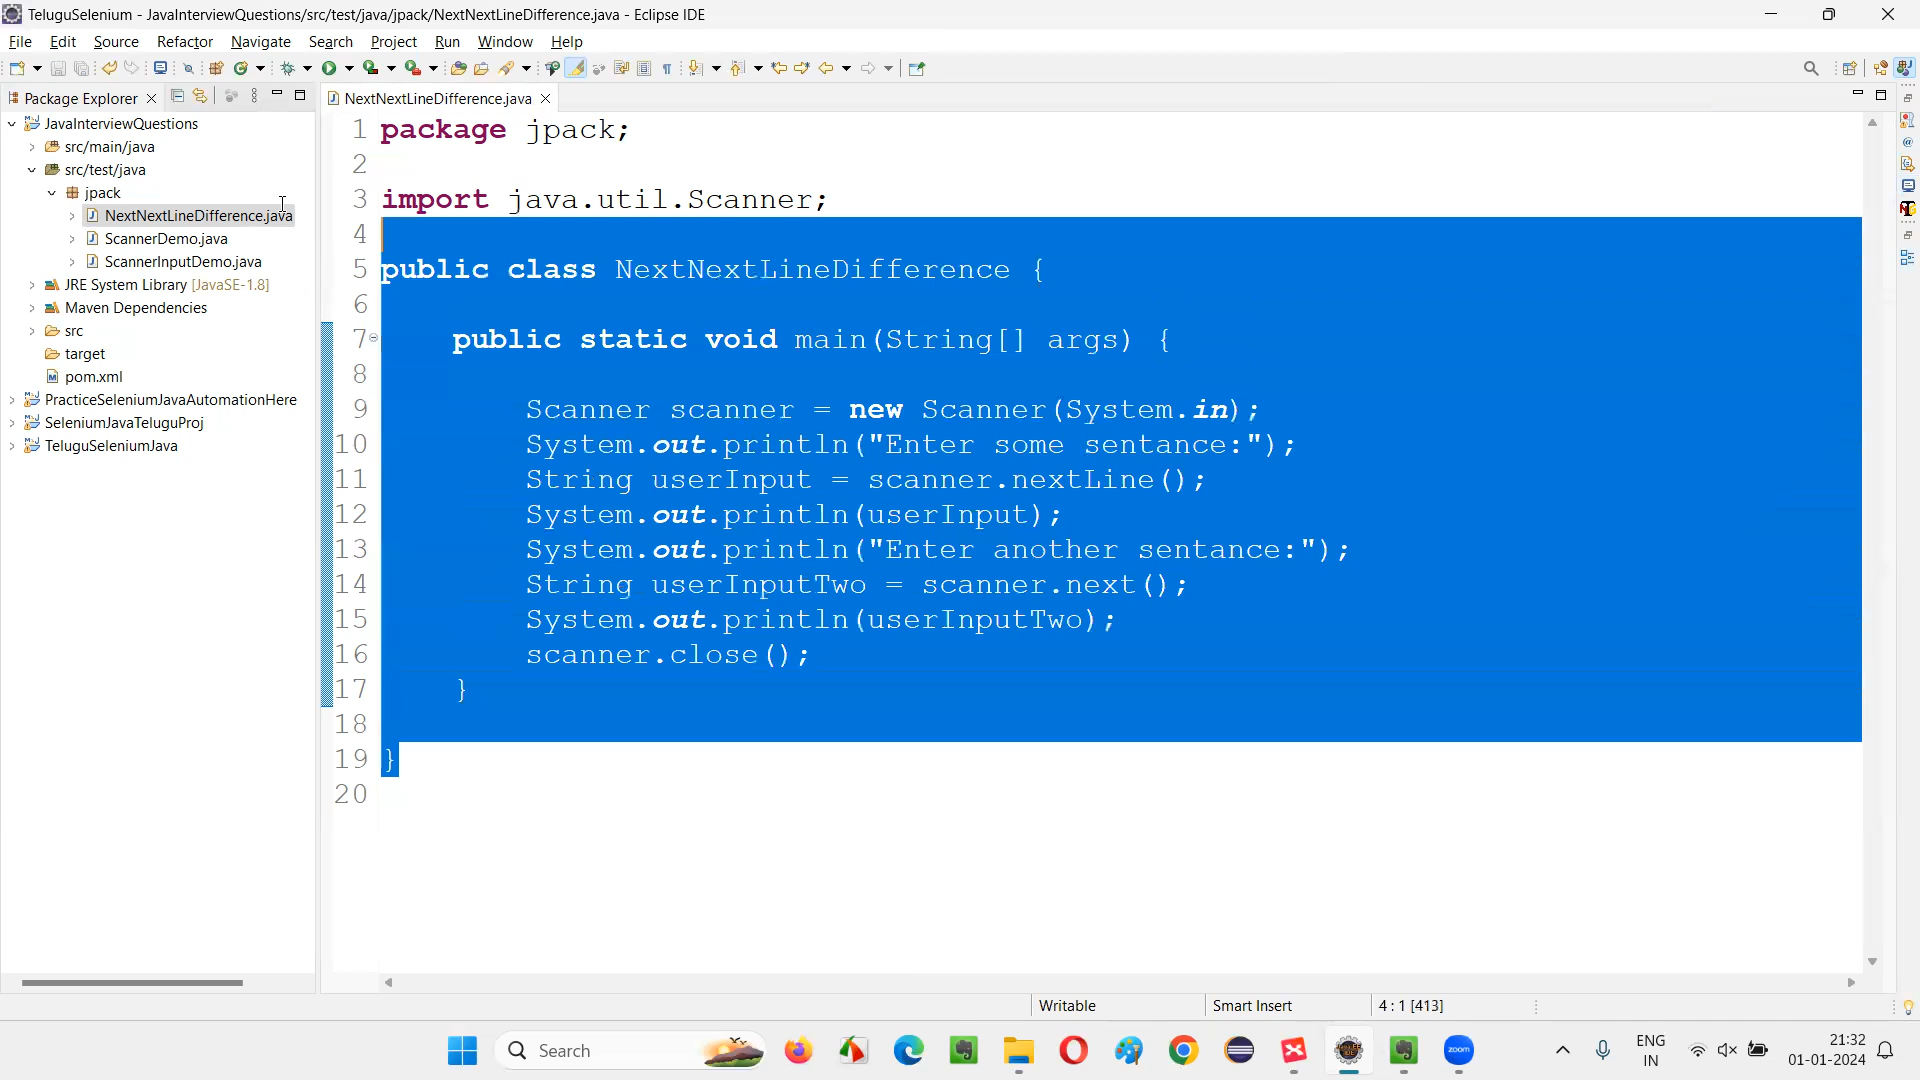 TeluguSelenium - JavaInterviewQuestions/src/test/java/jpack/NextNextLineDifference.java - Eclipse IDE
File Edit Source Refactor Navigate Search Project Run Window Help
Package Explorer
JavaInterviewQuestions
src/main/java
src/test/java
jpack
NextNextLineDifference.java
ScannerDemo.java
ScannerInputDemo.java
JRE System Library [JavaSE-1.8]
Maven Dependencies
src
target
pom.xml
PracticeSeleniumJavaAutomationHere
SeleniumJavaTeluguProj
TeluguSeleniumJava
NextNextLineDifference.java
1 package jpack;
2
3 import java.util.Scanner;
4
5 public class NextNextLineDifference {
6
7 public static void main(String[] args) {
8
9 Scanner scanner = new Scanner(System.in);
10 System.out.println("Enter some sentance:");
11 String userInput = scanner.nextLine();
12 System.out.println(userInput);
13 System.out.println("Enter another sentance:");
14 String userInputTwo = scanner.next();
15 System.out.println(userInputTwo);
16 scanner.close();
17 }
18
19 }
20
Writable Smart Insert 4 : 1 [413]
Search
zoom
ENG
IN
21:32
01-01-2024